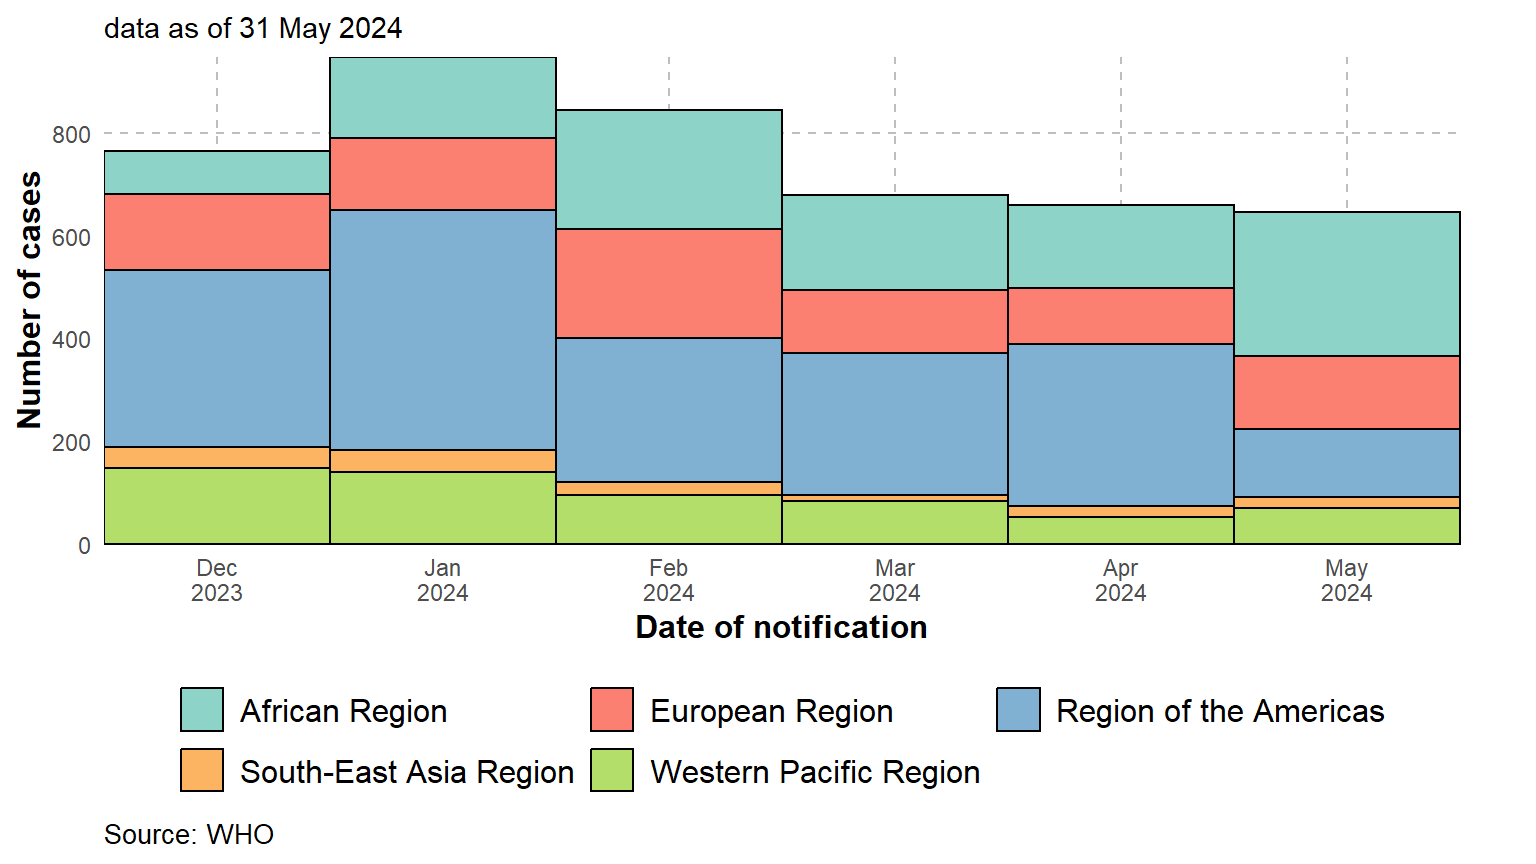 data as of 31 May 2024
Number of cases
800
600
400
200
0
Dec Jan Feb Mar Apr May
2023 2024 2024 2024 2024 2024
Date of notification
African Region European Region Region of the Americas
South-East Asia Region Western Pacific Region
Source: WHO